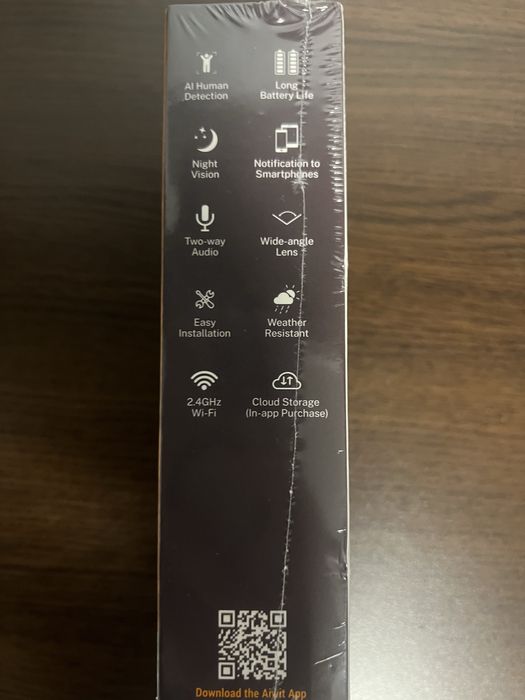 AI Human
Detection
Long
Battery Life
Night
Vision
Notification to
Smartphones
Two-way
Audio
Wide-angle
Lens
Easy
Installation
Weather
Resistant
2.4GHz
Wi-Fi
Cloud Storage
(In-app Purchase)
Download the Aivit App